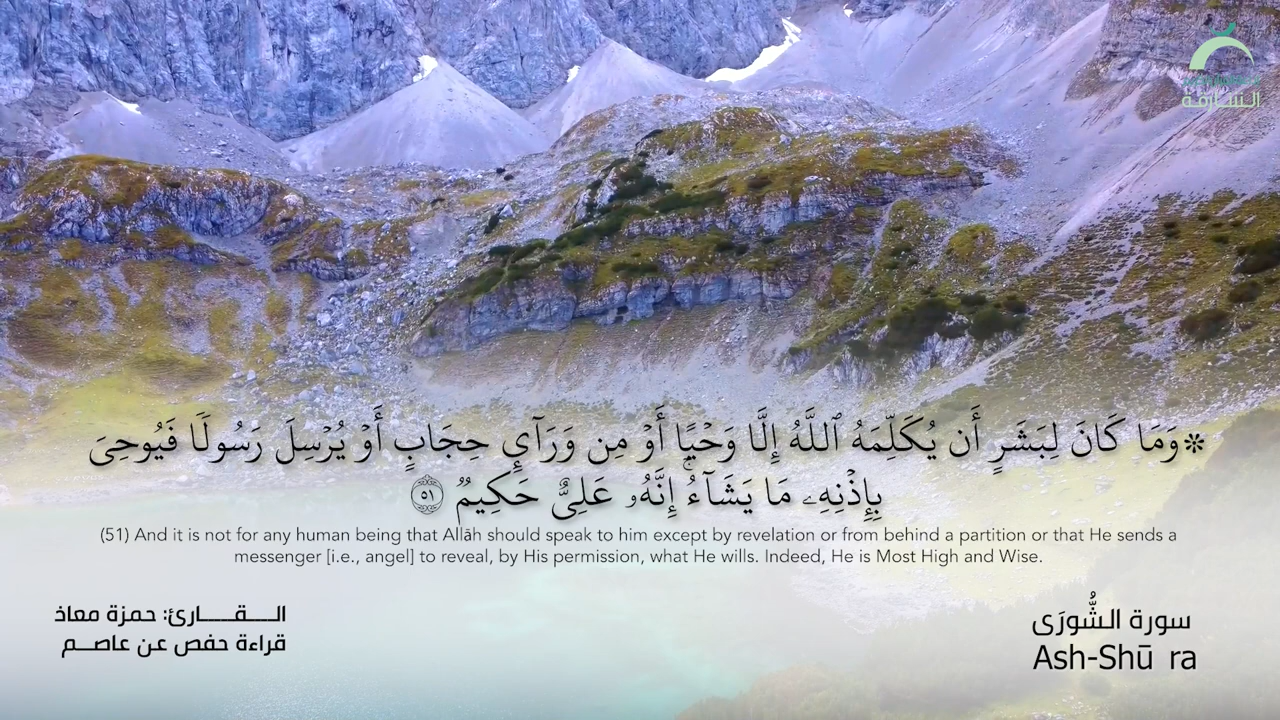 الشارقة
۞ وَمَا كَانَ لِبَشَرٍ أَن يُكَلِّمَهُ ٱللَّهُ إِلَّا وَحْيًا أَوْ مِن وَرَآئِ حِجَابٍ أَوْ يُرْسِلَ رَسُولًا فَيُوحِىَ
بِإِذْنِهِۦ مَا يَشَآءُ ۚ إِنَّهُۥ عَلِىٌّ حَكِيمٌ ٥١
(51) And it is not for any human being that Allāh should speak to him except by revelation or from behind a partition or that He sends a
messenger [i.e., angel] to reveal, by His permission, what He wills. Indeed, He is Most High and Wise.
سورة الشُّورَى
Ash-Shū ra
القارئ: حمزة معاذ
قراءة حفص عن عاصم